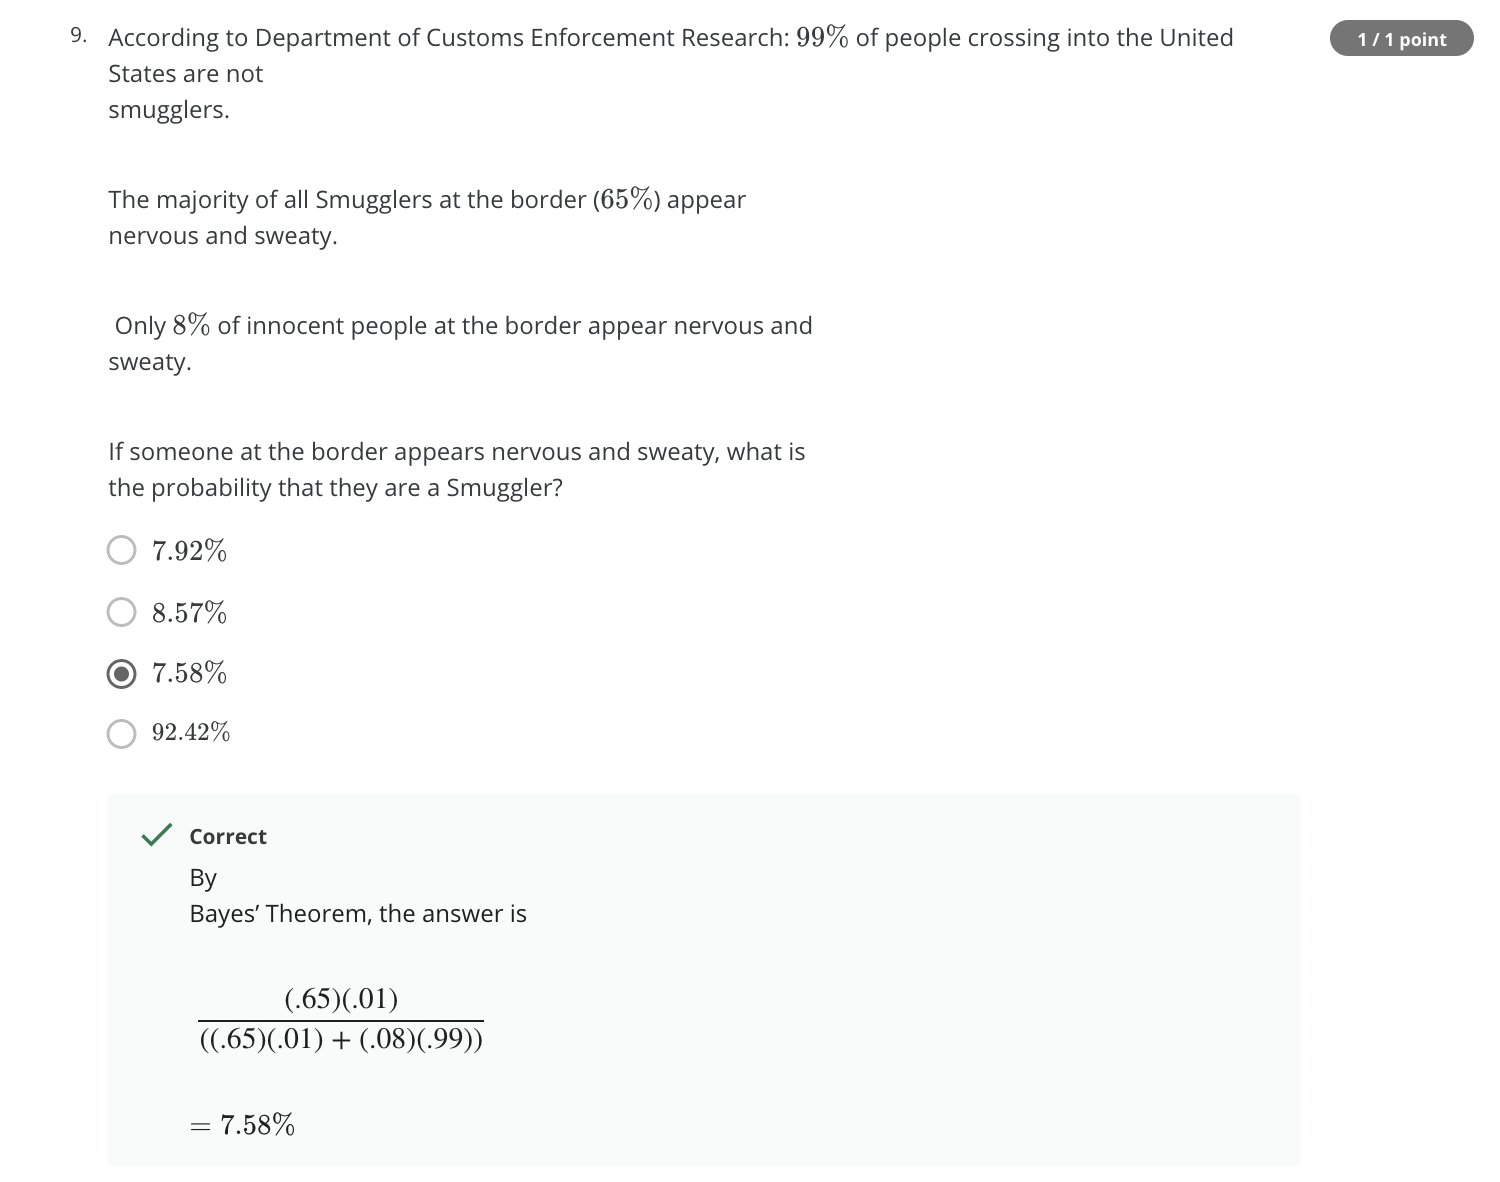 9. According to Department of Customs Enforcement Research: 99% of people crossing into the United
1 / 1 point
States are not
smugglers.
The majority of all Smugglers at the border (65%) appear
nervous and sweaty.
Only 8% of innocent people at the border appear nervous and
sweaty.
If someone at the border appears nervous and sweaty, what is
the probability that they are a Smuggler?
7.92%
8.57%
7.58%
92.42%
Correct
By
Bayes’ Theorem, the answer is
(.65)(.01)
((.65)(.01) + (.08)(.99))
= 7.58%